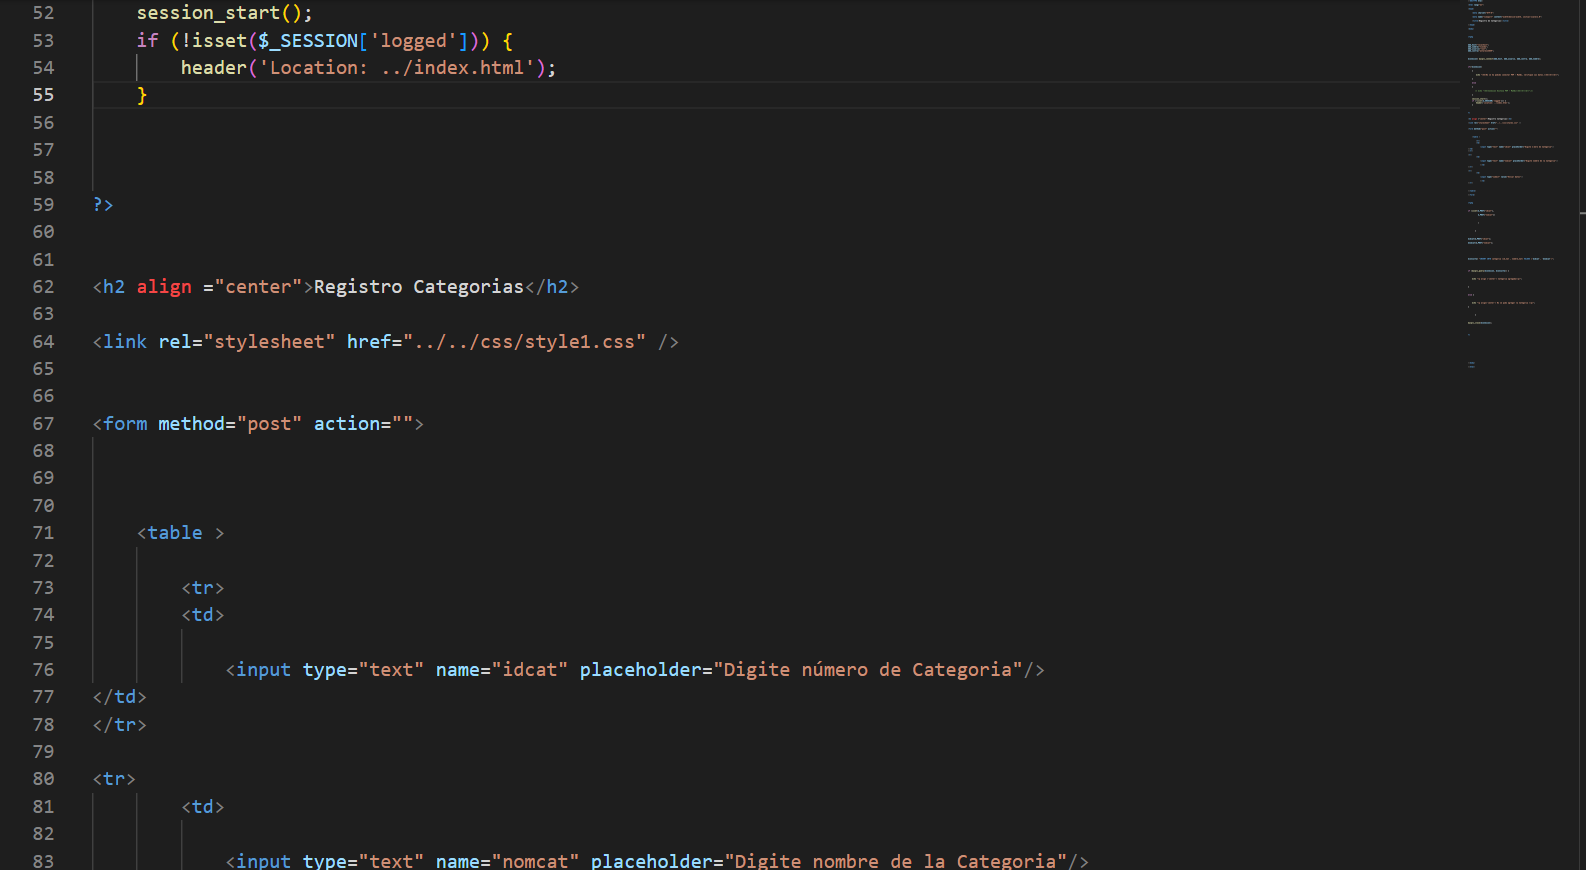 52 session_start();
53 if (!isset($_SESSION['logged'])) {
54 header('Location: ../index.html');
55 }
56
57
58
59 ?>
60
61
62 <h2 align ="center">Registro Categorias</h2>
63
64 <link rel="stylesheet" href="../../css/style1.css" />
65
66
67 <form method="post" action="">
68
69
70
71 <table >
72
73 <tr>
74 <td>
75
76 <input type="text" name="idcat" placeholder="Digite número de Categoria"/>
77 </td>
78 </tr>
79
80 <tr>
81 <td>
82
83 <input type="text" name="nomcat" placeholder="Digite nombre de la Categoria"/>